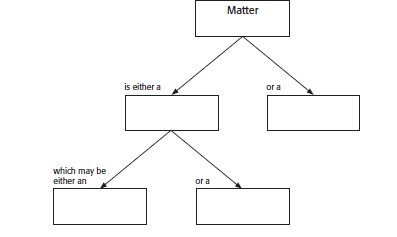 Matter
is either a
or a
which may be
either an
or a